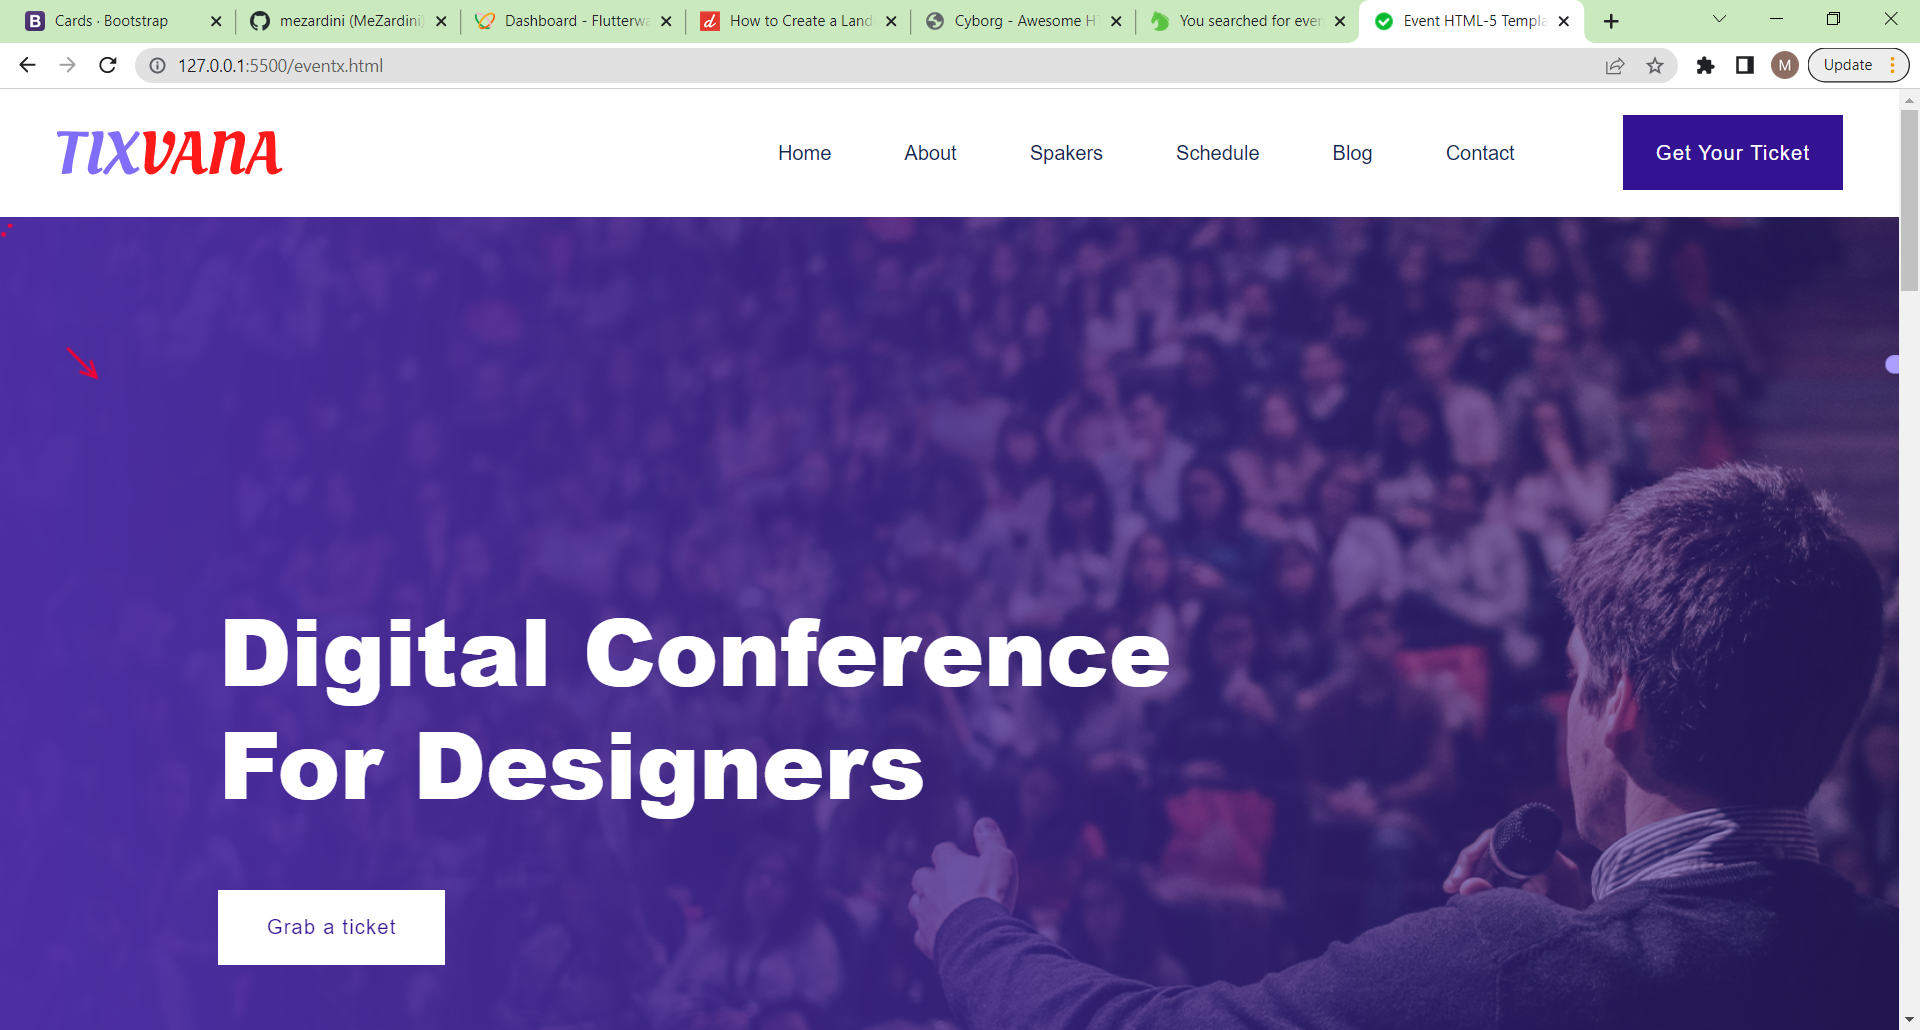 Cards · Bootstrap
mezardini (MeZardini)
Dashboard - Flutterwa
How to Create a Land
Cyborg - Awesome HT
You searched for even
Event HTML-5 Templa
127.0.0.1:5500/eventx.html
M
Update
TIXVANA
Home
About
Spakers
Schedule
Blog
Contact
Get Your Ticket
Digital Conference
For Designers
Grab a ticket